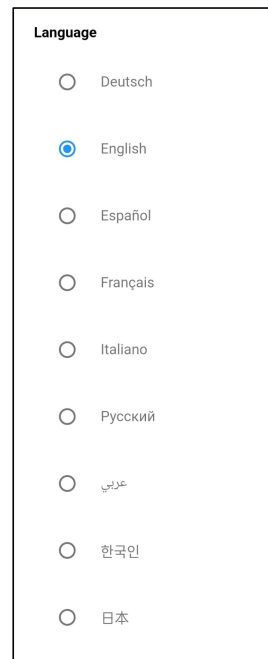 Language
Deutsch
English
Español
Français
Italiano
Русский
عربي
한국인
日本